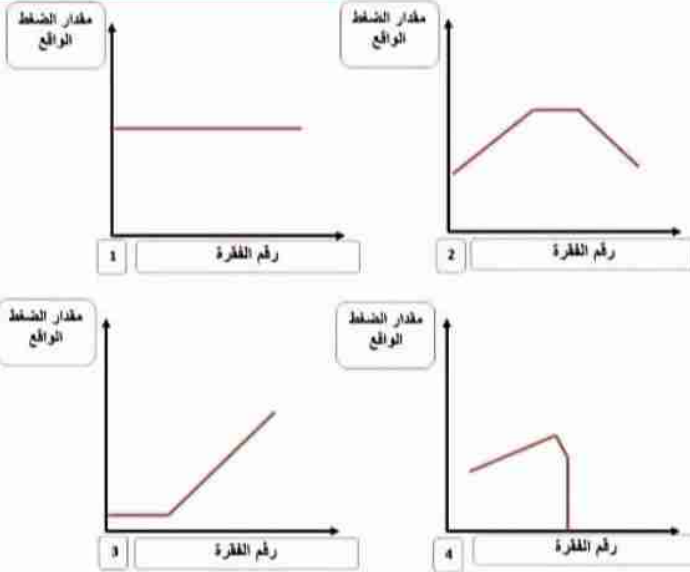 مقدار الضغط
الواقع
رقم الفقرة
1
مقدار الضغط
الواقع
رقم الفقرة
2
مقدار الضغط
الواقع
رقم الفقرة
3
مقدار الضغط
الواقع
رقم الفقرة
4